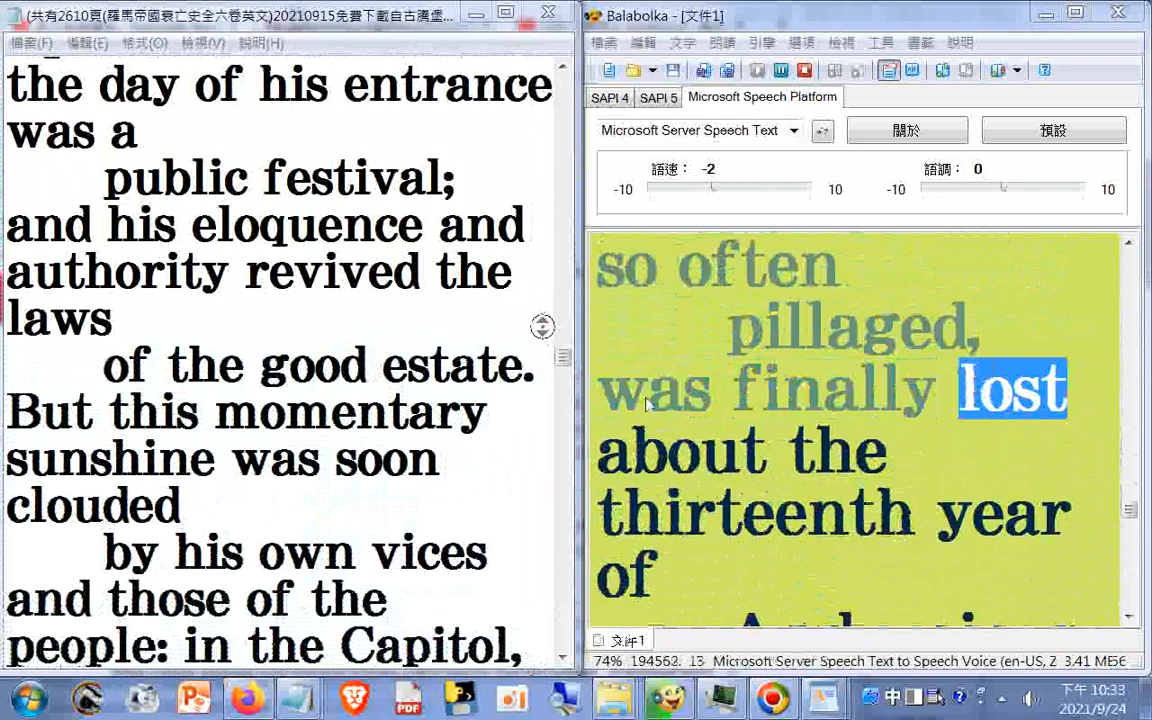 (共有2610頁(羅馬帝國衰亡史全六卷英文)20210915免費下載自古騰堡...
檔案(F) 編輯(E) 格式(O) 檢視(V) 說明(H)
the day of his entrance
was a
public festival;
and his eloquence and
authority revived the
laws
of the good estate.
But this momentary
sunshine was soon
clouded
by his own vices
and those of the
people: in the Capitol,
Balabolka - [文件1]
檔案 編輯 文字 朗讀 引擎 選項 檢視 工具 書籤 說明
SAPI 4 SAPI 5 Microsoft Speech Platform
Microsoft Server Speech Text 關於 預設
語速: -2 語調: 0
-10 10 -10 10
so often
pillaged,
was finally lost
about the
thirteenth year
of
文件1
74% 194562: 13 Microsoft Server Speech Text to Speech Voice (en-US, Z 3.41 ME56
中
下午 10:33
2021/9/24